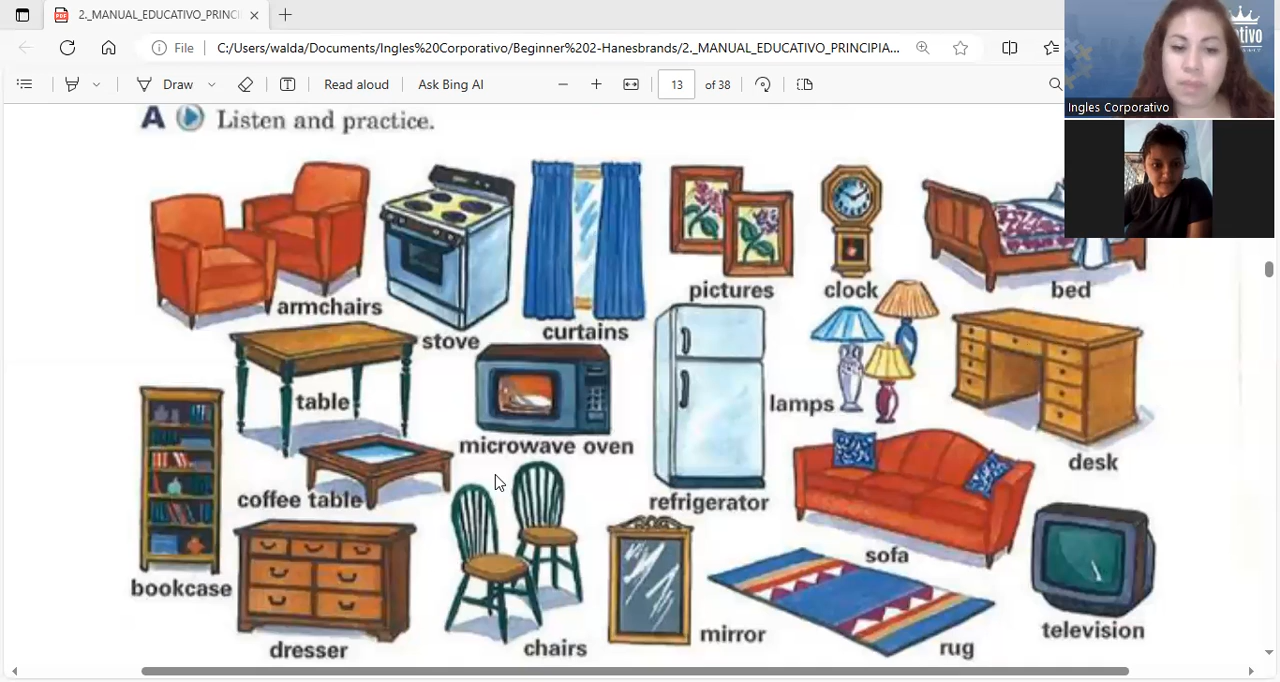 2._MANUAL_EDUCATIVO_PRINCI
File
C:/Users/walda/Documents/Ingles%20Corporativo/Beginner%202-Hanesbrands/2._MANUAL_EDUCATIVO_PRINCIPIA...
Draw
Read aloud
Ask Bing AI
13
of 38
Ingles Corporativo
A Listen and practice.
armchairs
stove
curtains
pictures
clock
bed
table
microwave oven
lamps
desk
coffee table
refrigerator
sofa
bookcase
dresser
chairs
mirror
rug
television